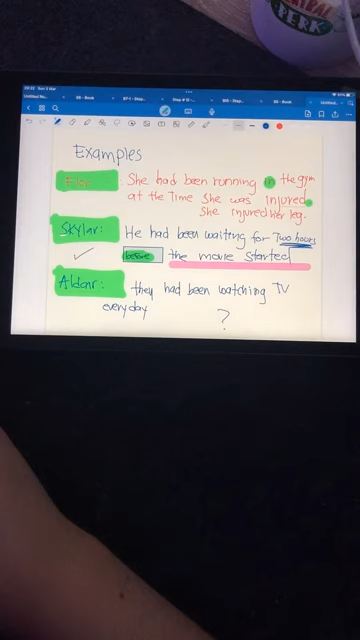 PERK
Examples
: She had been running in the gym
at the time she was injured.
She injured her leg.
Skylar: He had been waiting for two hours
before the movie started
Aldar: they had been watching TV
everyday
?